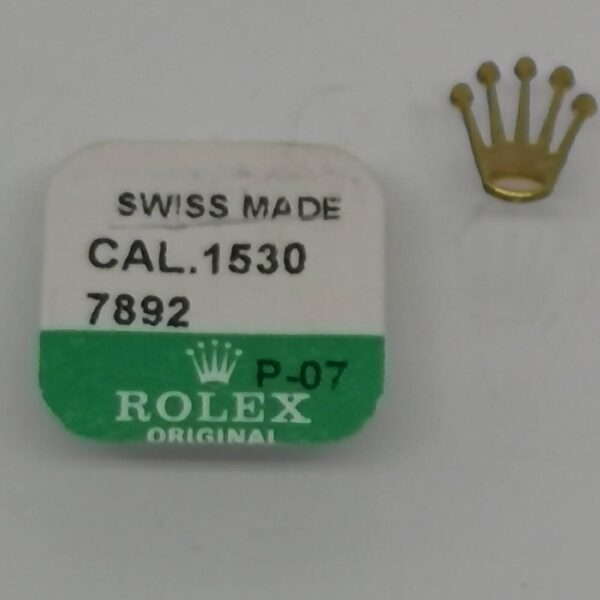 SWISS MADE
CAL.1530
7892
P-07
ROLEX
ORIGINAL